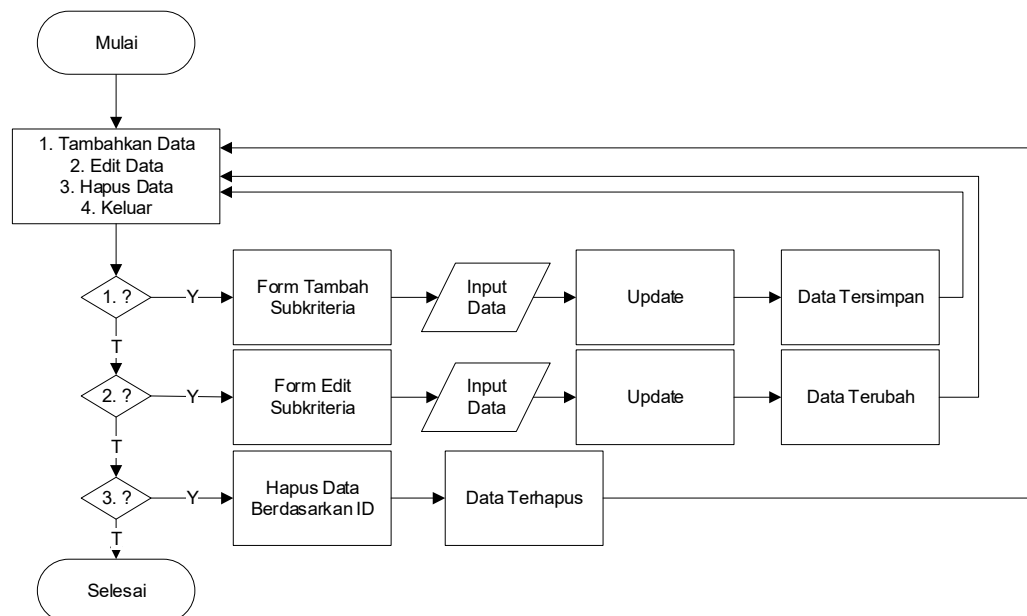 Mulai
1. Tambahkan Data
2. Edit Data
3. Hapus Data
4. Keluar
1. ?
Y
Form Tambah
Subkriteria
Input
Data
Update
Data Tersimpan
T
2. ?
Y
Form Edit
Subkriteria
Input
Data
Update
Data Terubah
T
3. ?
Y
Hapus Data
Berdasarkan ID
Data Terhapus
T
Selesai